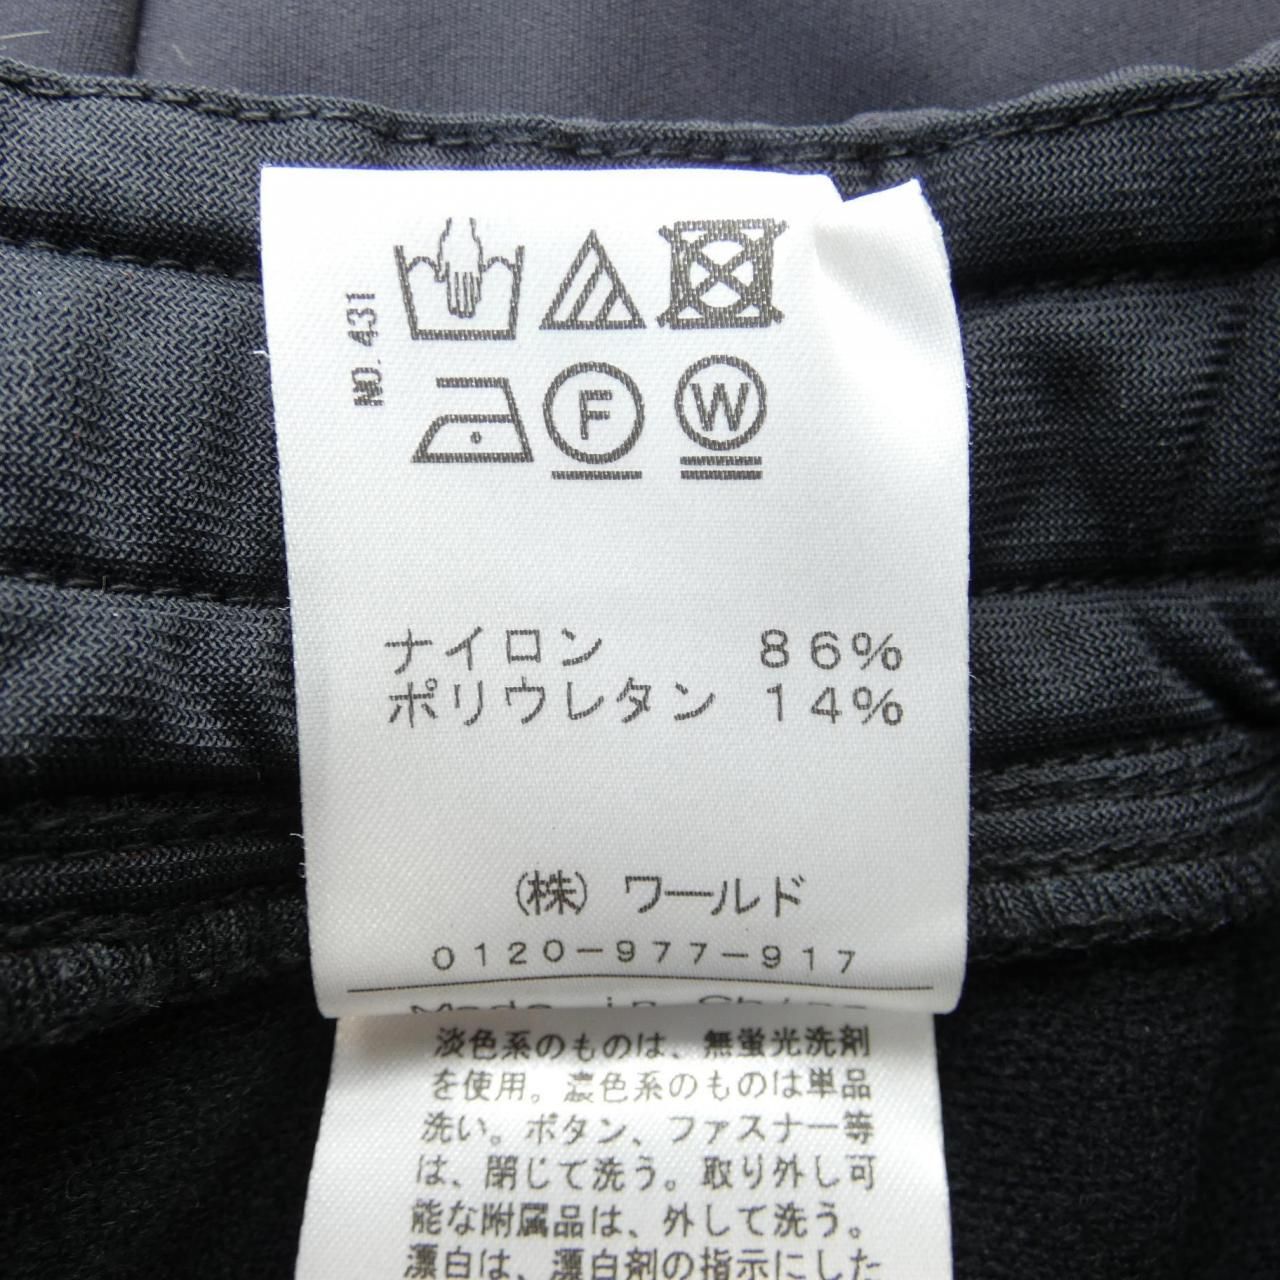 NO. 431
F
W
ナイロン 86%
ポリウレタン 14%
(株) ワールド
0120-977-917
Made in China
淡色系のものは、無蛍光洗剤
を使用。濃色系のものは単品
洗い。ボタン、ファスナー等
は、閉じて洗う。取り外し可
能な附属品は、外して洗う。
漂白は、漂白剤の指示にした